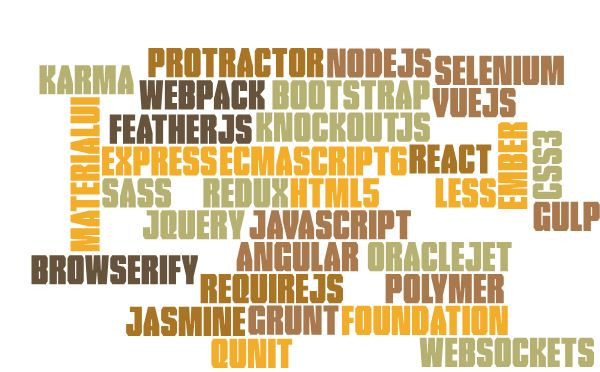 PROTRACTOR NODEJS SELENIUM
KARMA WEBPACK BOOTSTRAP VUEJS
MATERIALUI
FEATHERJS KNOCKOUTJS
EXPRESS ECMASCRIPT6 REACT EMBER CSS3
SASS REDUX HTML5 LESS GULP
JQUERY JAVASCRIPT
ANGULAR ORACLEJET
BROWSERIFY
REQUIREJS POLYMER
JASMINE GRUNT FOUNDATION
QUNIT WEBSOCKETS